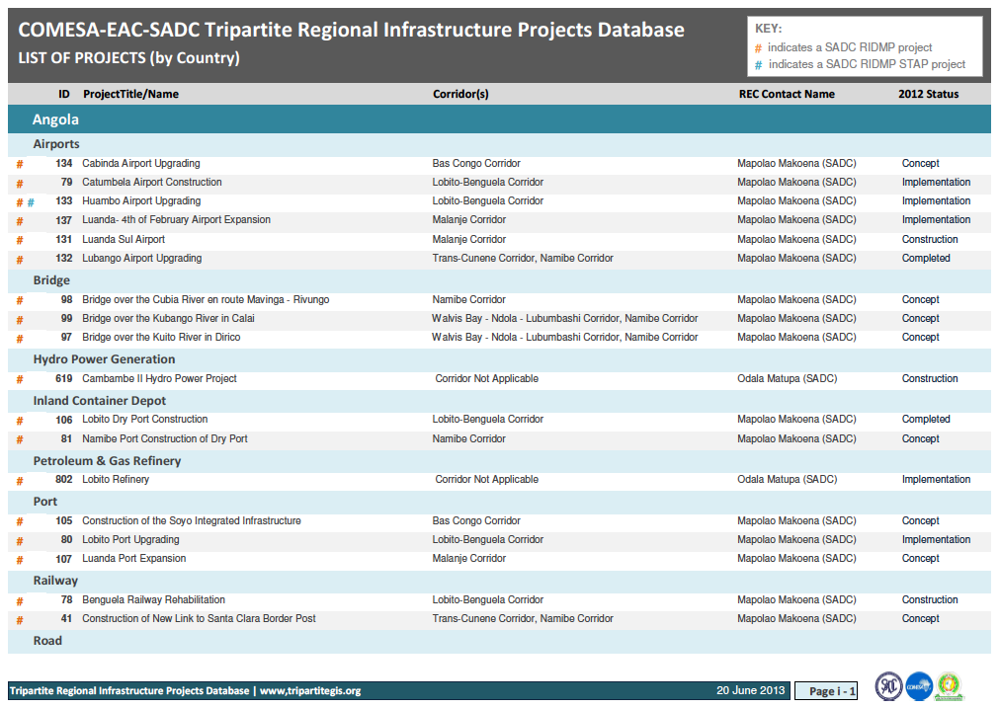 COMESA-EAC-SADC Tripartite Regional Infrastructure Projects Database
LIST OF PROJECTS (by Country)
KEY:
# indicates a SADC RIDMP project
# indicates a SADC RIDMP STAP project
ID ProjectTitle/Name Corridor(s) REC Contact Name 2012 Status
Angola
Airports
# 134 Cabinda Airport Upgrading Bas Congo Corridor Mapolao Makoena (SADC) Concept
# 79 Catumbela Airport Construction Lobito-Benguela Corridor Mapolao Makoena (SADC) Implementation
# # 133 Huambo Airport Upgrading Lobito-Benguela Corridor Mapolao Makoena (SADC) Implementation
# 137 Luanda- 4th of February Airport Expansion Malanje Corridor Mapolao Makoena (SADC) Implementation
# 131 Luanda Sul Airport Malanje Corridor Mapolao Makoena (SADC) Construction
# 132 Lubango Airport Upgrading Trans-Cunene Corridor, Namibe Corridor Mapolao Makoena (SADC) Completed
Bridge
# 98 Bridge over the Cubia River en route Mavinga - Rivungo Namibe Corridor Mapolao Makoena (SADC) Concept
# 99 Bridge over the Kubango River in Calai Walvis Bay - Ndola - Lubumbashi Corridor, Namibe Corridor Mapolao Makoena (SADC) Concept
# 97 Bridge over the Kuito River in Dirico Walvis Bay - Ndola - Lubumbashi Corridor, Namibe Corridor Mapolao Makoena (SADC) Concept
Hydro Power Generation
# 619 Cambambe II Hydro Power Project Corridor Not Applicable Odala Matupa (SADC) Construction
Inland Container Depot
# 106 Lobito Dry Port Construction Lobito-Benguela Corridor Mapolao Makoena (SADC) Completed
# 81 Namibe Port Construction of Dry Port Namibe Corridor Mapolao Makoena (SADC) Concept
Petroleum & Gas Refinery
# 802 Lobito Refinery Corridor Not Applicable Odala Matupa (SADC) Implementation
Port
# 105 Construction of the Soyo Integrated Infrastructure Bas Congo Corridor Mapolao Makoena (SADC) Concept
# 80 Lobito Port Upgrading Lobito-Benguela Corridor Mapolao Makoena (SADC) Implementation
# 107 Luanda Port Expansion Malanje Corridor Mapolao Makoena (SADC) Concept
Railway
# 78 Benguela Railway Rehabilitation Lobito-Benguela Corridor Mapolao Makoena (SADC) Construction
# 41 Construction of New Link to Santa Clara Border Post Trans-Cunene Corridor, Namibe Corridor Mapolao Makoena (SADC) Concept
Road
Tripartite Regional Infrastructure Projects Database | www,tripartitegis.org 20 June 2013 Page i - 1
COMESA